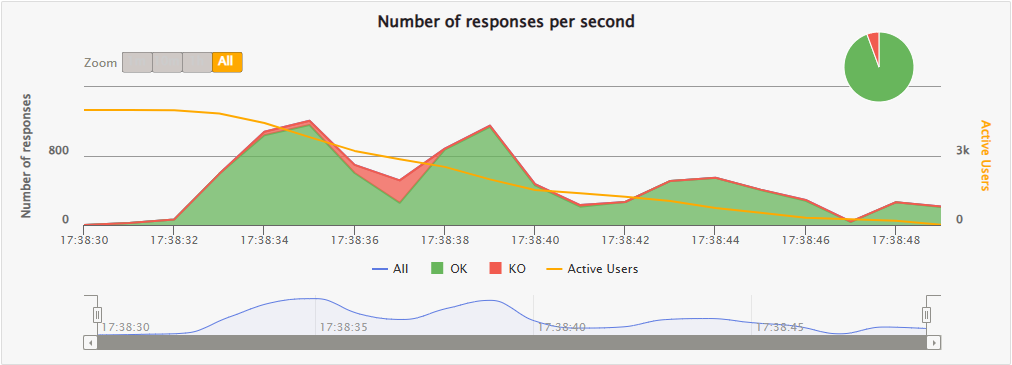 Number of responses per second
Zoom All
Number of responses
800
0
Active Users
3k
0
17:38:30 17:38:32 17:38:34 17:38:36 17:38:38 17:38:40 17:38:42 17:38:44 17:38:46 17:38:48
All OK KO Active Users
17:38:30 17:38:35 17:38:40 17:38:45